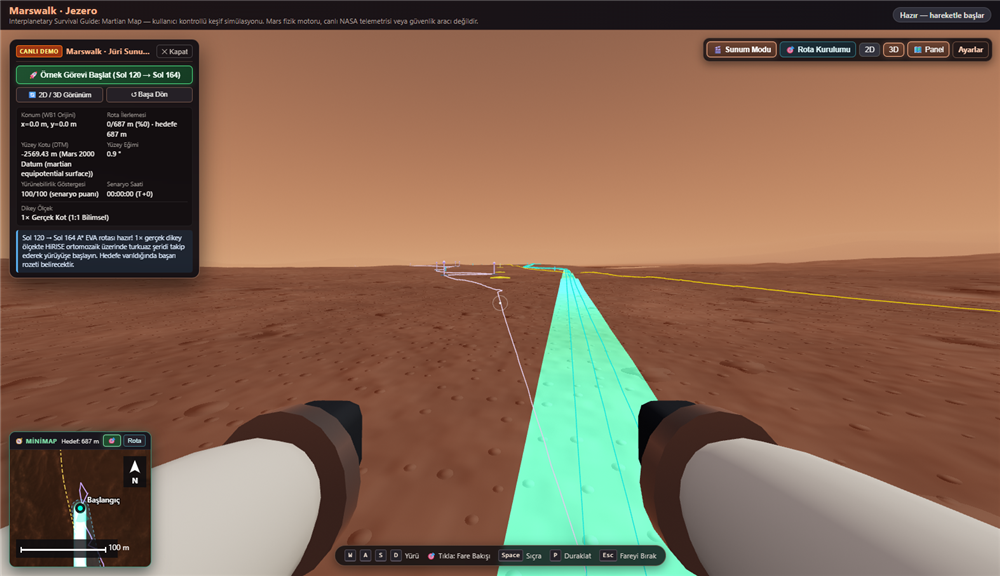 Marswalk · Jezero
Interplanetary Survival Guide: Martian Map — kullanıcı kontrollü keşif simülasyonu. Mars fizik motoru, canlı NASA telemetrisi veya güvenlik aracı değildir.
Hazır — hareketle başlar
CANLI DEMO Marswalk · Jüri Sunu... × Kapat
🚀 Örnek Görevi Başlat (Sol 120 → Sol 164)
2D / 3D Görünüm ↺ Başa Dön
Konum (WB1 Orijini)
x=0.0 m, y=0.0 m
Rota İlerlemesi
0/687 m (%0) · hedefe
687 m
Yüzey Kotu (DTM)
-2569.43 m (Mars 2000
Datum (martian
equipotential surface))
Yüzey Eğimi
0.9 °
Yürünebilirlik Göstergesi
100/100 (senaryo puanı)
Senaryo Saati
00:00:00 (T+0)
Dikey Ölçek
1× Gerçek Kot (1:1 Bilimsel)
Sol 120 → Sol 164 A* EVA rotası hazır! 1× gerçek dikey
ölçekte HiRISE ortomozaik üzerinde turkuaz şeridi takip
ederek yürüyüşe başlayın. Hedefe varıldığında başarı
rozeti belirecektir.
Sunum Modu Rota Kurulumu 2D 3D Panel Ayarlar
MİNİMAP Hedef: 687 m Rota
N
Başlangıç
100 m
W A S D Yürü Tıkla: Fare Bakışı Space Sıçra P Duraklat Esc Fareyi Bırak